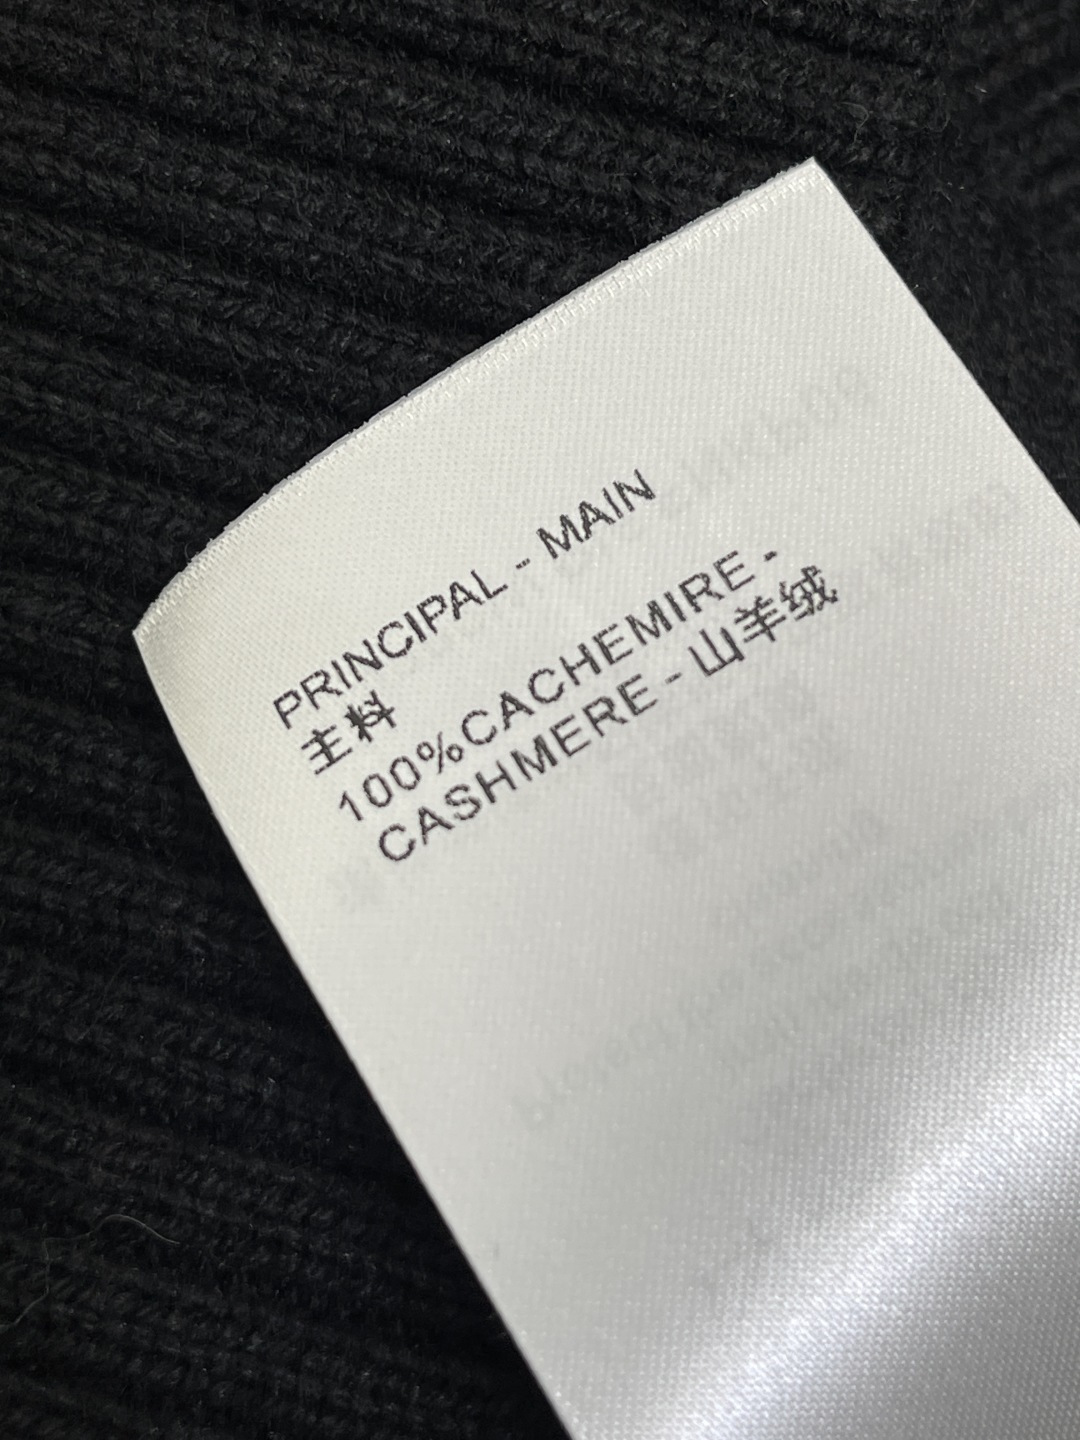 PRINCIPAL - MAIN
主料
100%CACHEMIRE -
CASHMERE - 山羊绒